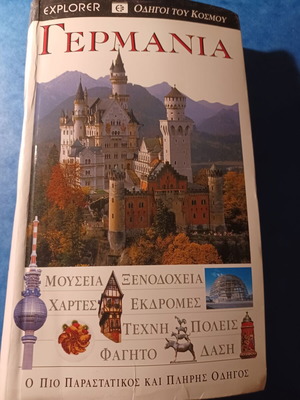 EXPLORER E ΟΔΗΓΟΙ ΤΟΥ ΚΟΣΜΟΥ
ΓΕΡΜΑΝΙΑ
ΜΟΥΣΕΙΑ ΞΕΝΟΔΟΧΕΙΑ
ΧΑΡΤΕΣ ΕΚΔΡΟΜΕΣ
ΤΕΧΝΗ ΠΟΛΕΙΣ
ΦΑΓΗΤΟ ΔΑΣΗ
Ο ΠΙΟ ΠΑΡΑΣΤΑΤΙΚΟΣ ΚΑΙ ΠΛΗΡΗΣ ΟΔΗΓΟΣ